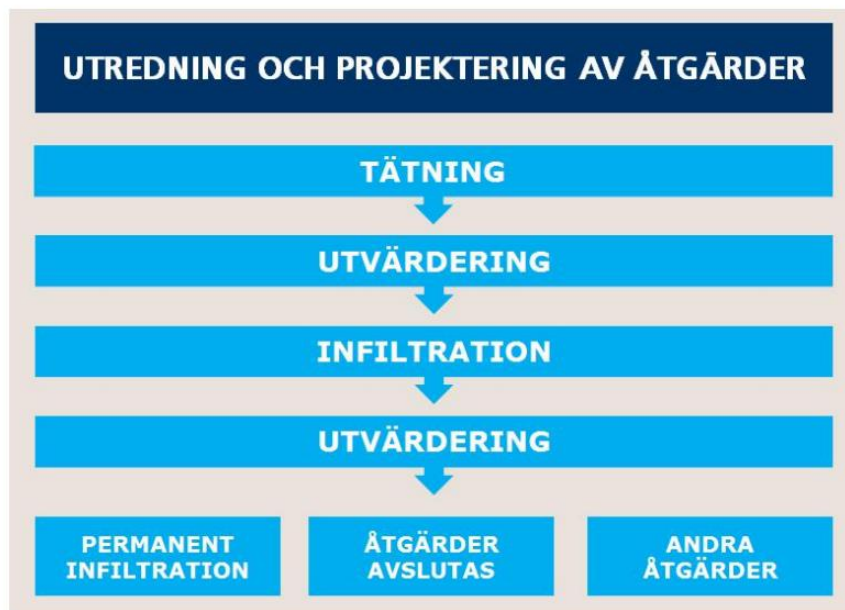 UTREDNING OCH PROJEKTERING AV ÅTGÄRDER
TÄTNING
UTVÄRDERING
INFILTRATION
UTVÄRDERING
PERMANENT
INFILTRATION
ÅTGÄRDER
AVSLUTAS
ANDRA
ÅTGÄRDER